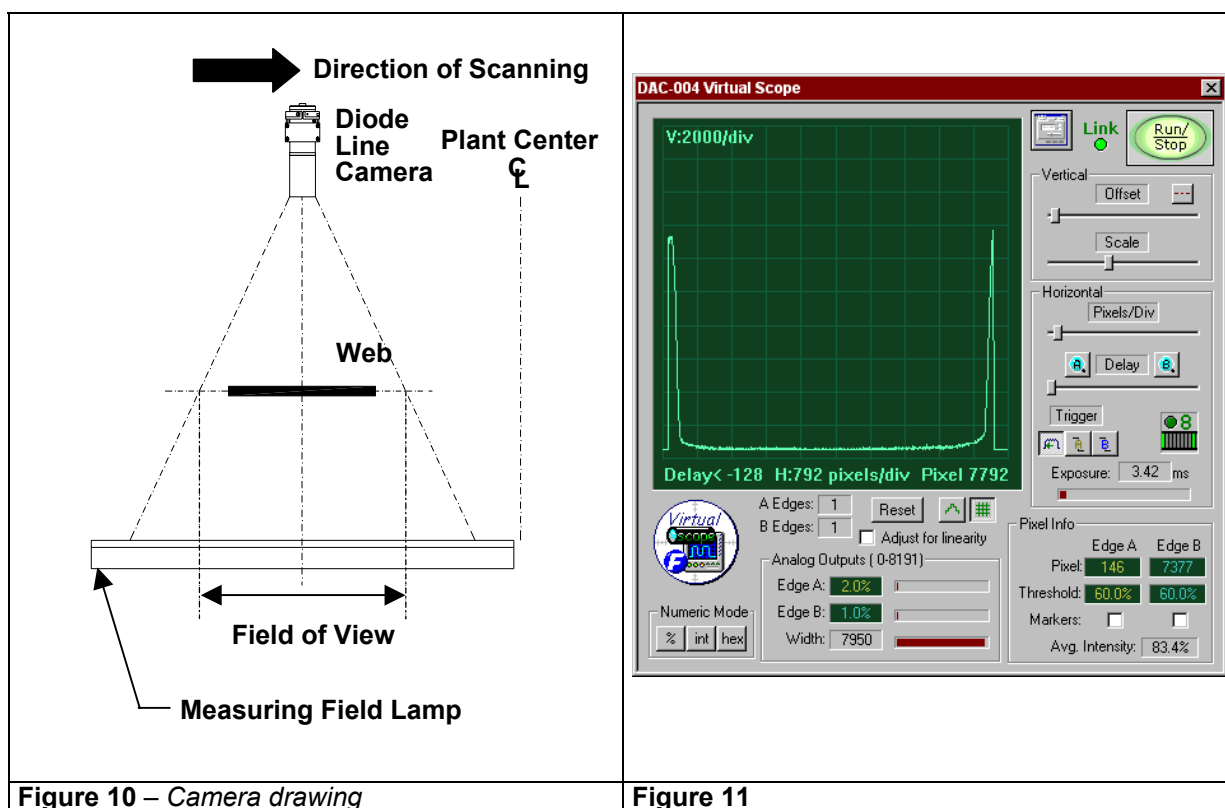 Direction of Scanning
Diode
Line
Camera
Plant Center
℄
Web
Field of View
Measuring Field Lamp
Figure 10 – Camera drawing
DAC-004 Virtual Scope
V:2000/div
Delay< -128 H:792 pixels/div Pixel 7792
Link
Run/
Stop
Vertical
Offset
Scale
Horizontal
Pixels/Div
A Delay B
Trigger
A B
8
Exposure: 3.42 ms
Virtual
scope
F
A Edges: 1
B Edges: 1
Reset
Adjust for linearity
Analog Outputs ( 0-8191)
Edge A: 2.0%
Edge B: 1.0%
Width: 7950
Numeric Mode
% int hex
Pixel Info
Edge A Edge B
Pixel: 146 7377
Threshold: 60.0% 60.0%
Markers:
Avg. Intensity: 83.4%
Figure 11